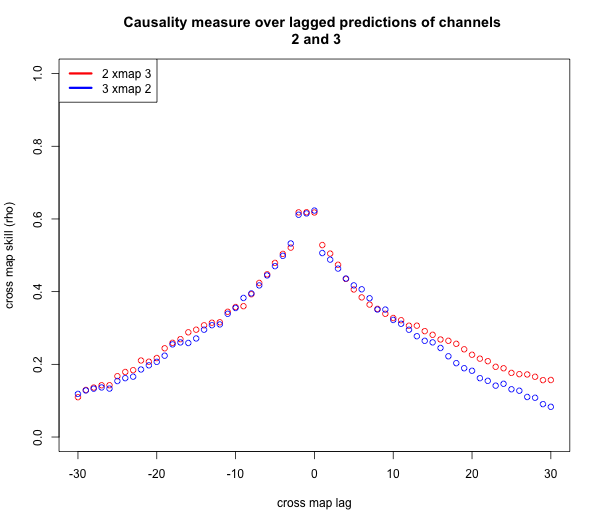 Causality measure over lagged predictions of channels
2 and 3
2 xmap 3
3 xmap 2
cross map skill (rho)
1.0
0.8
0.6
0.4
0.2
0.0
-30
-20
-10
0
10
20
30
cross map lag